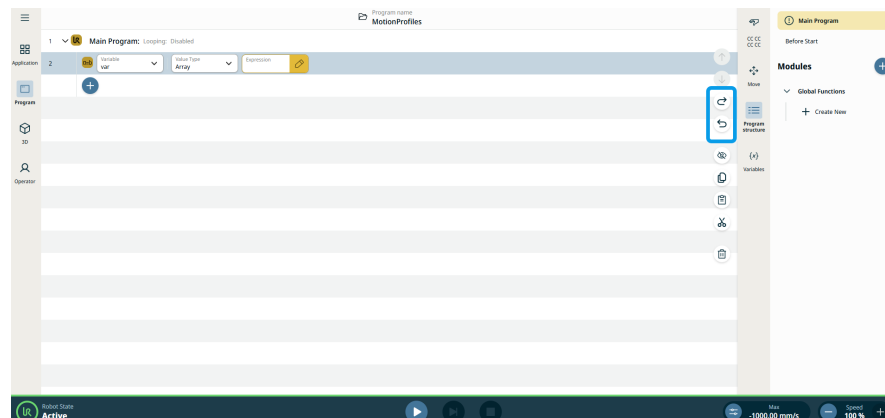 Program name
MotionProfiles
Main Program
CC CC
CC CC
Before Start
1 Main Program: Looping: Disabled
Application
2 Variable
var
Value Type
Array
Expression
Modules
Move
Program
Global Functions
Create New
Program
structure
3D
{x}
Variables
Operator
Robot State
Active
Max
-1000.00 mm/s
Speed
100 %